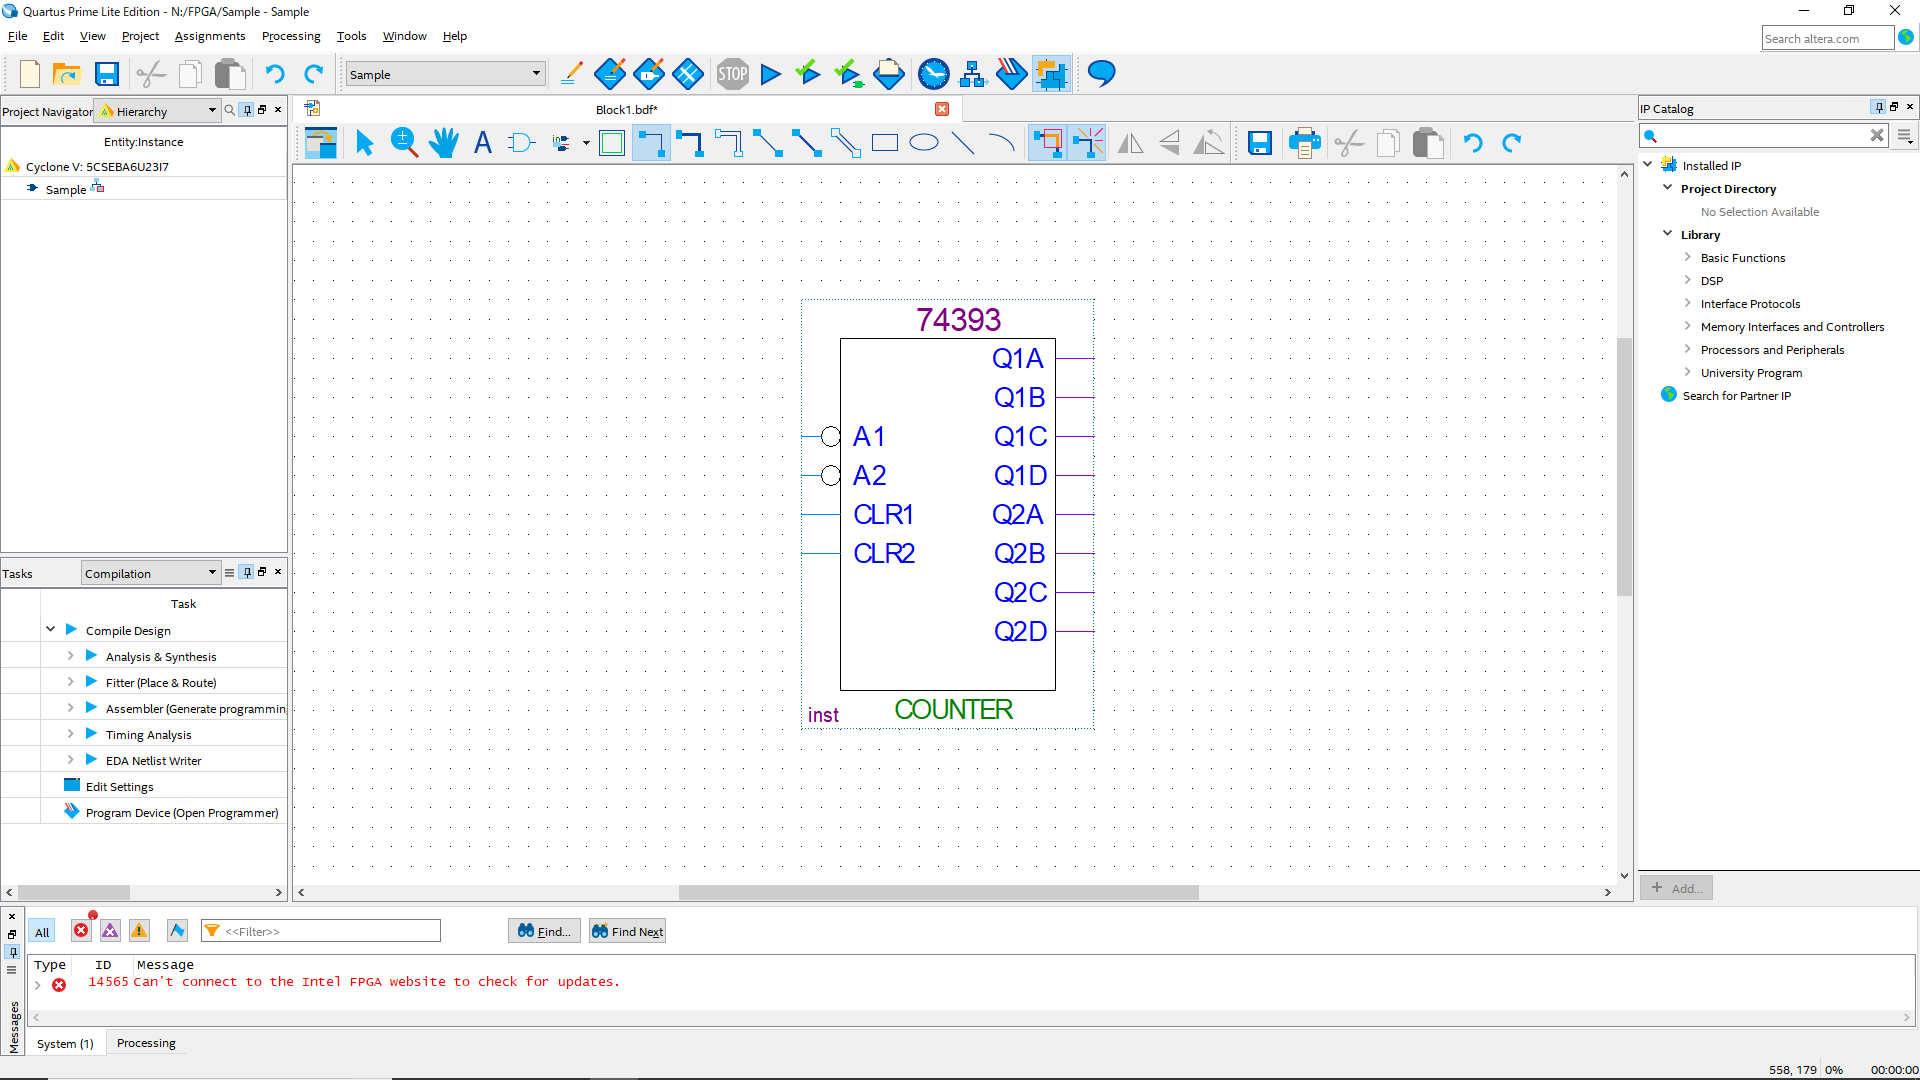 Quartus Prime Lite Edition - N:/FPGA/Sample - Sample
File Edit View Project Assignments Processing Tools Window Help
Search altera.com
Sample
STOP
Project Navigator Hierarchy
Entity:Instance
Cyclone V: 5CSEBA6U23I7
Sample
Tasks Compilation
Task
Compile Design
Analysis & Synthesis
Fitter (Place & Route)
Assembler (Generate programmin
Timing Analysis
EDA Netlist Writer
Edit Settings
Program Device (Open Programmer)
Block1.bdf*
A
74393
Q1A
Q1B
A1 Q1C
A2 Q1D
CLR1 Q2A
CLR2 Q2B
Q2C
Q2D
inst COUNTER
IP Catalog
Installed IP
Project Directory
No Selection Available
Library
Basic Functions
DSP
Interface Protocols
Memory Interfaces and Controllers
Processors and Peripherals
University Program
Search for Partner IP
+ Add...
Messages
All <<Filter>> Find... Find Next
Type ID Message
14565 Can't connect to the Intel FPGA website to check for updates.
System (1) Processing
558, 179 0% 00:00:00